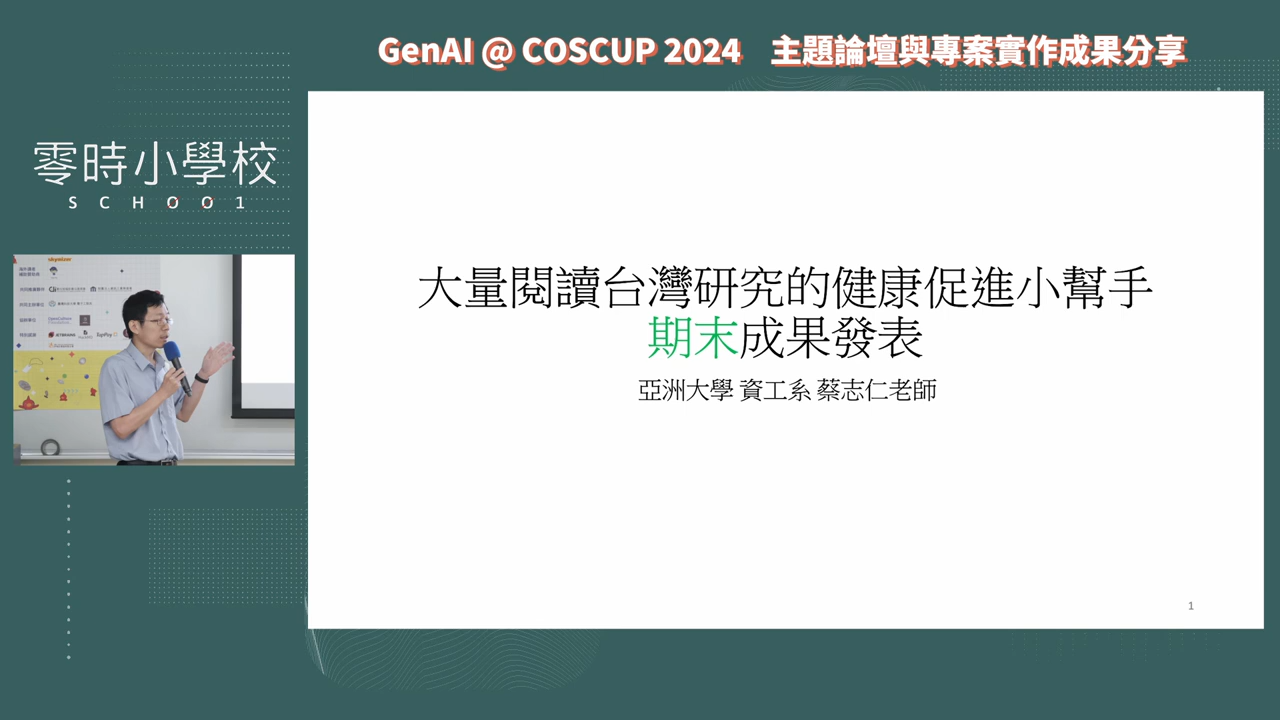 GenAI @ COSCUP 2024 主題論壇與專案實作成果分享
零時小學校
SCHOO1
大量閱讀台灣研究的健康促進小幫手
期末成果發表
亞洲大學 資工系 蔡志仁老師
1